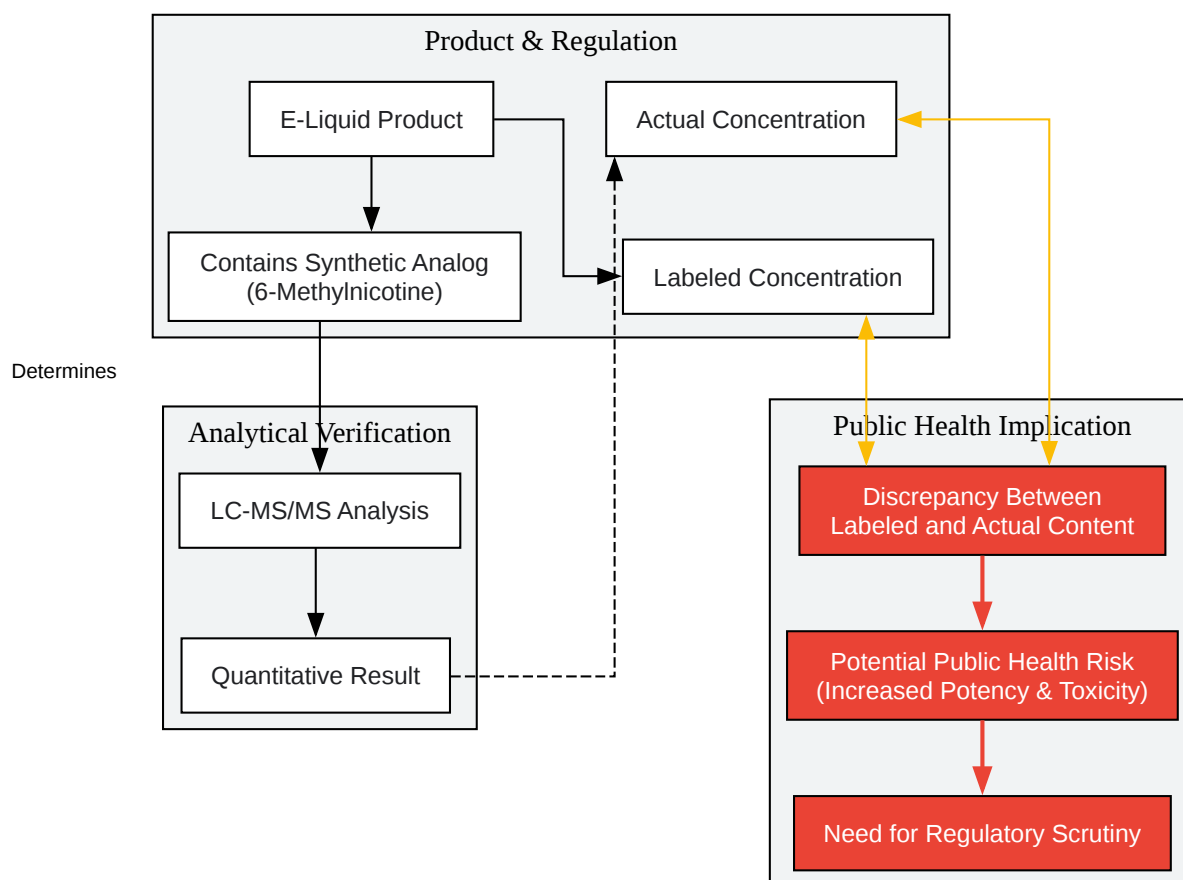 Product & Regulation
E-Liquid Product
Actual Concentration
Contains Synthetic Analog
(6-Methylnicotine)
Labeled Concentration
Determines
Analytical Verification
LC-MS/MS Analysis
Quantitative Result
Public Health Implication
Discrepancy Between
Labeled and Actual Content
Potential Public Health Risk
(Increased Potency & Toxicity)
Need for Regulatory Scrutiny